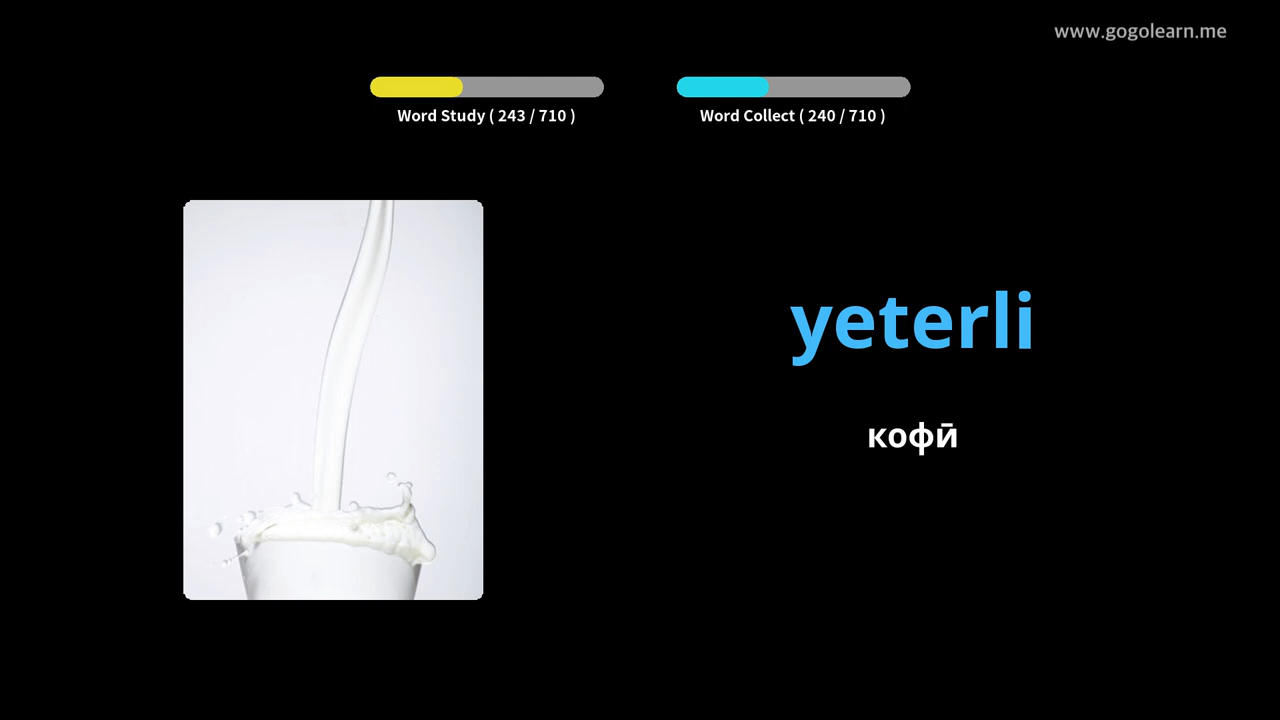 www.gogolearn.me
Word Study ( 243 / 710 )
Word Collect ( 240 / 710 )
yeterli
кофӣ